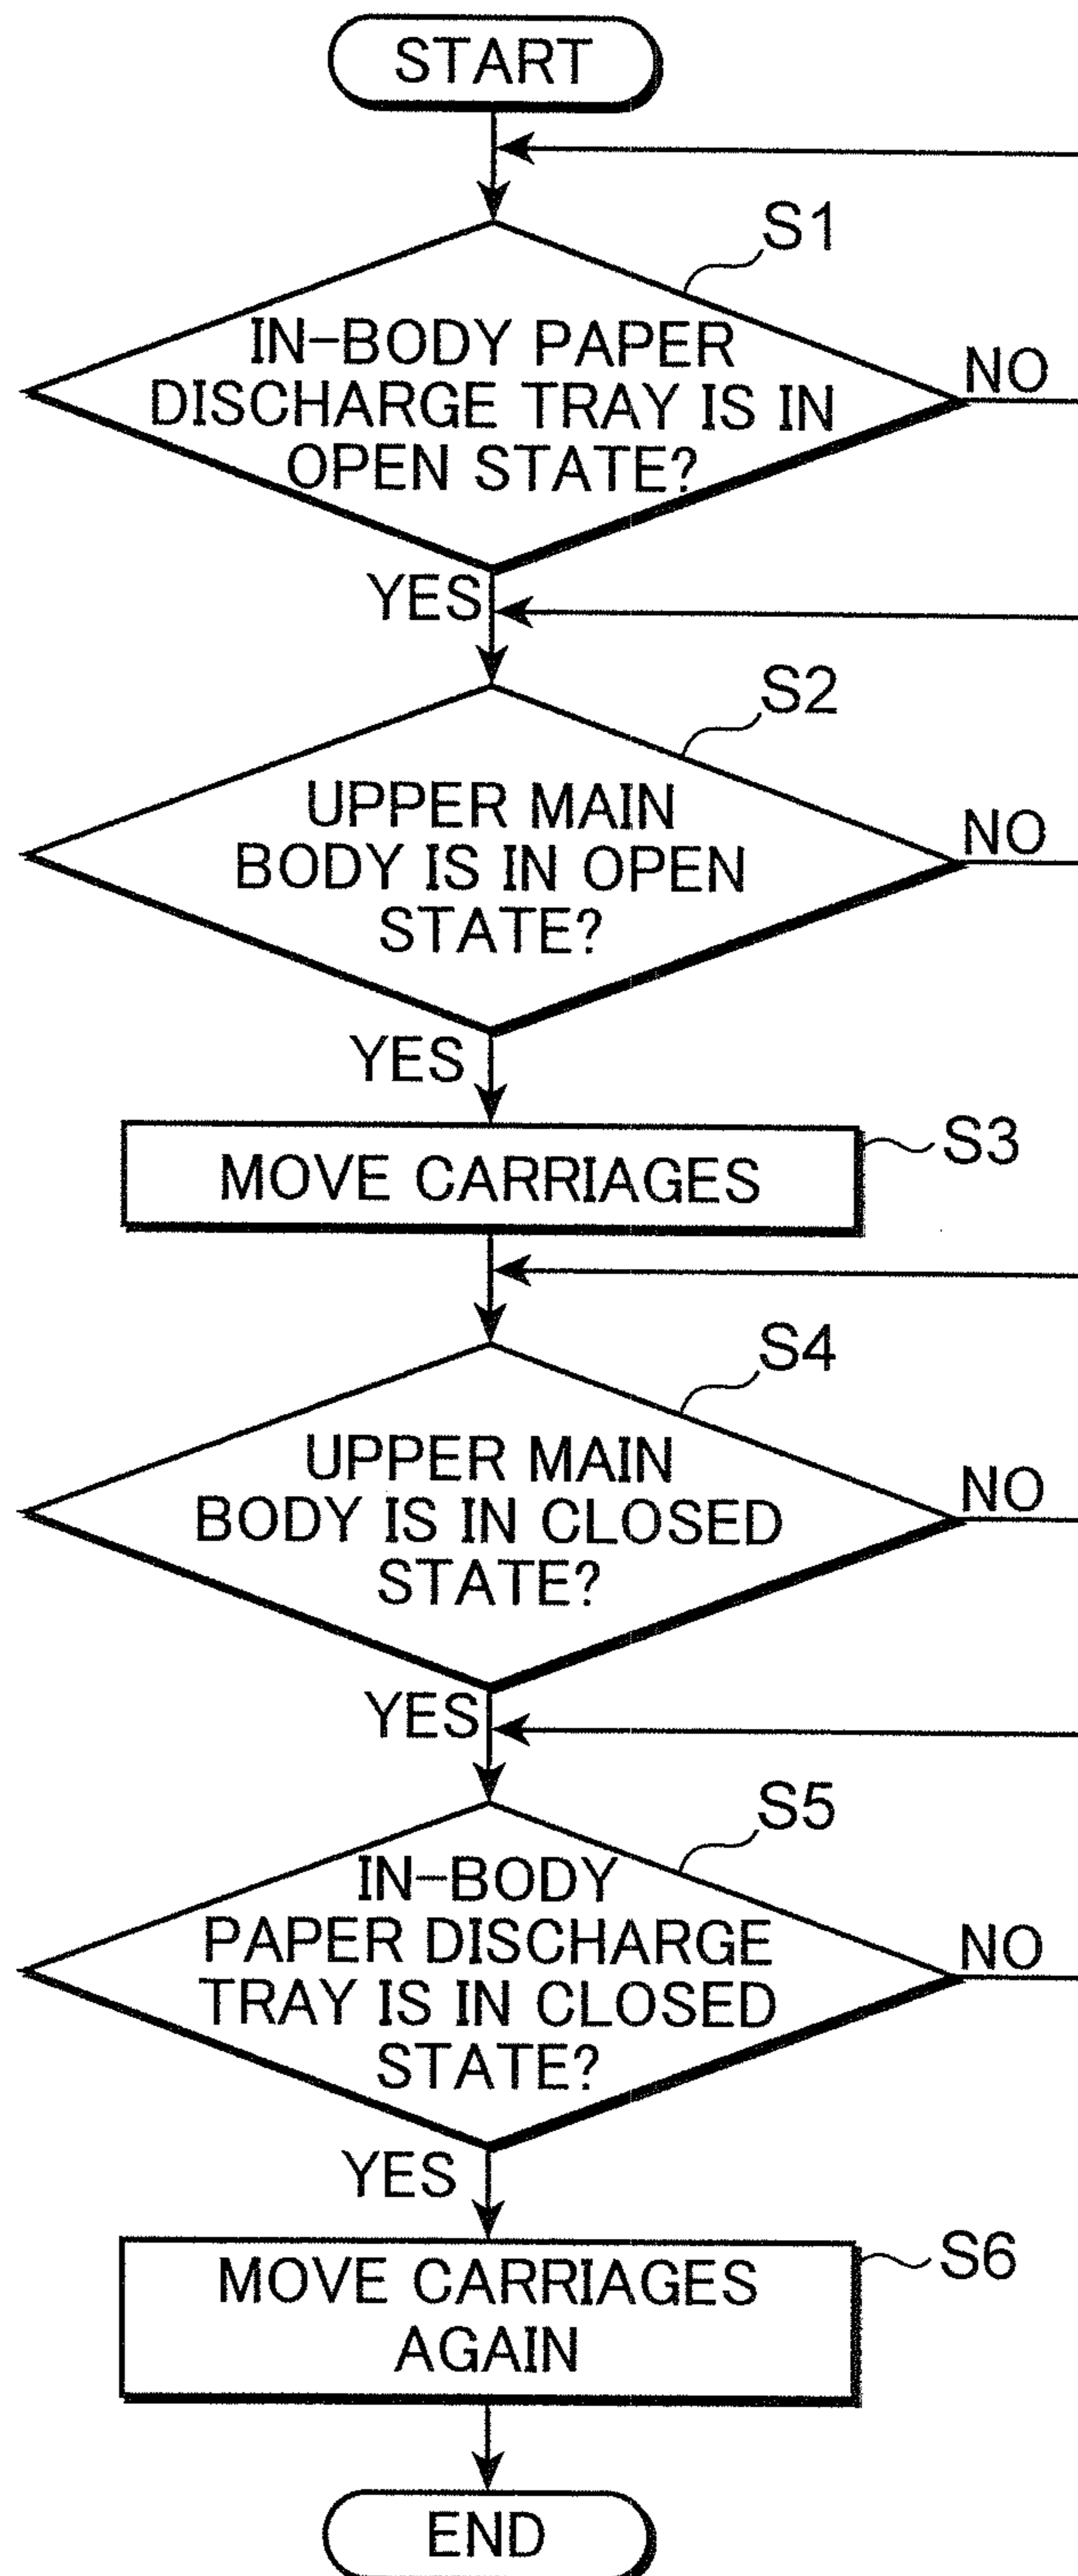 START
S1
IN-BODY PAPER
DISCHARGE TRAY IS IN
OPEN STATE?
NO
YES
S2
UPPER MAIN
BODY IS IN OPEN
STATE?
NO
YES
S3
MOVE CARRIAGES
S4
UPPER MAIN
BODY IS IN CLOSED
STATE?
NO
YES
S5
IN-BODY
PAPER DISCHARGE
TRAY IS IN CLOSED
STATE?
NO
YES
S6
MOVE CARRIAGES
AGAIN
END